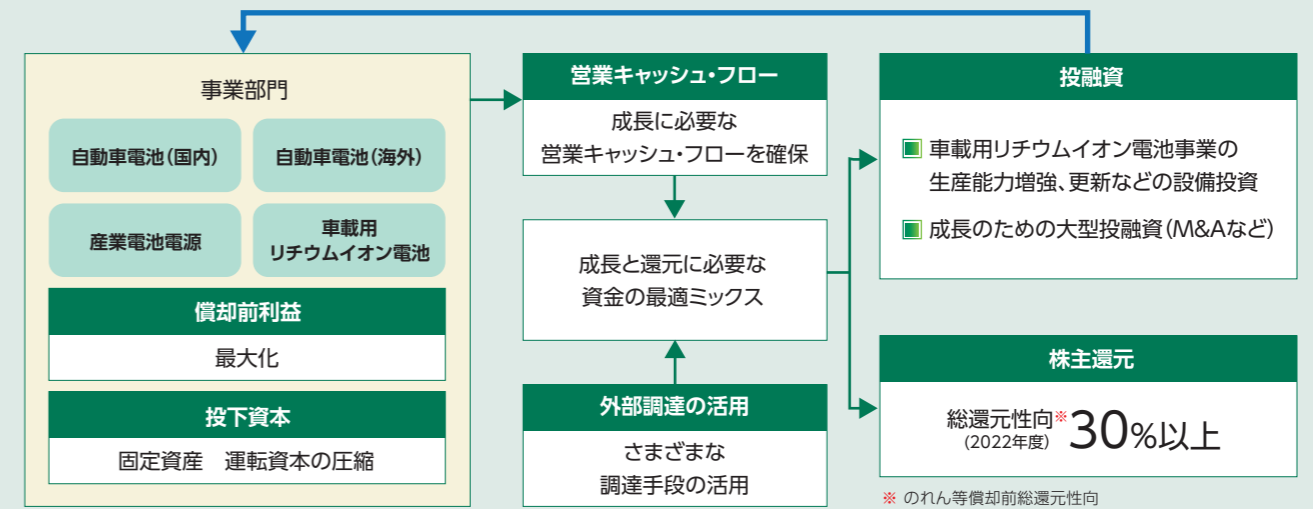 事業部門
自動車電池(国内)
自動車電池(海外)
産業電池電源
車載用
リチウムイオン電池
償却前利益
最大化
投下資本
固定資産　運転資本の圧縮
営業キャッシュ・フロー
成長に必要な
営業キャッシュ・フローを確保
成長と還元に必要な
資金の最適ミックス
外部調達の活用
さまざまな
調達手段の活用
投融資
車載用リチウムイオン電池事業の
生産能力増強、更新などの設備投資
成長のための大型投融資(M&Aなど)
株主還元
総還元性向※
(2022年度)
30%以上
※ のれん等償却前総還元性向